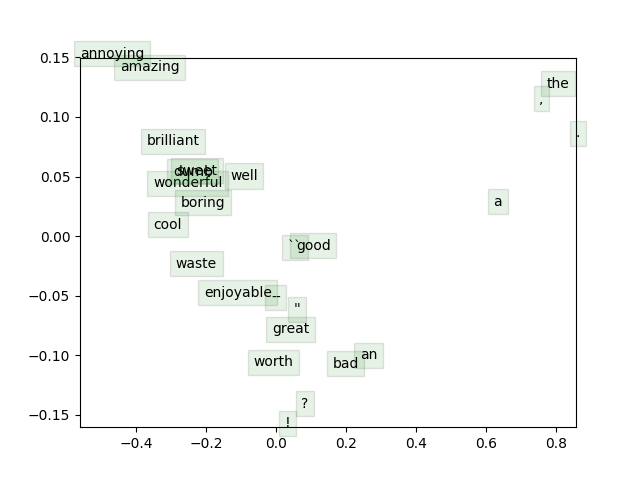 annoying
0.15
amazing
the
,
0.10
.
brilliant
sweet
dumb
0.05
well
wonderful
boring
a
cool
0.00
``
good
waste
−0.05
enjoyable
--
"
great
−0.10
worth
bad
an
?
−0.15
!
−0.4 −0.2 0.0 0.2 0.4 0.6 0.8